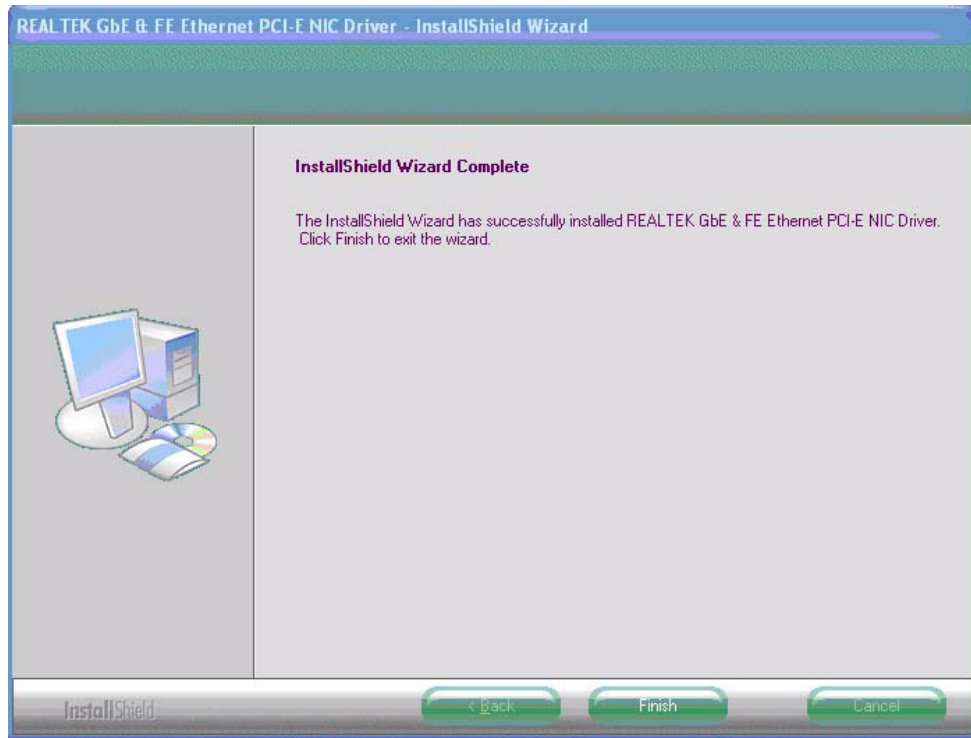 REALTEK GbE & FE Ethernet PCI-E NIC Driver - InstallShield Wizard
InstallShield Wizard Complete
The InstallShield Wizard has successfully installed REALTEK GbE & FE Ethernet PCI-E NIC Driver.
Click Finish to exit the wizard.
InstallShield
< Back
Finish
Cancel